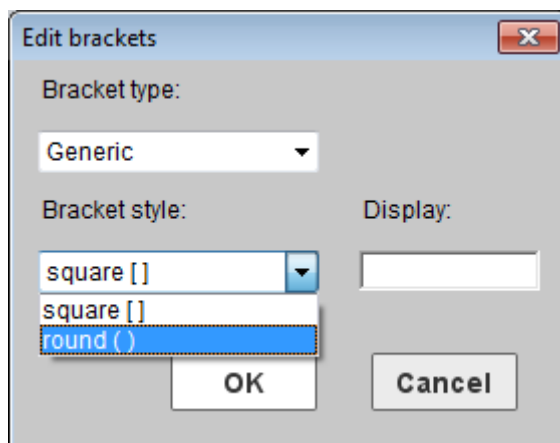 Edit brackets
Bracket type:
Generic
Bracket style:
Display:
square [ ]
square [ ]
round ( )
OK
Cancel